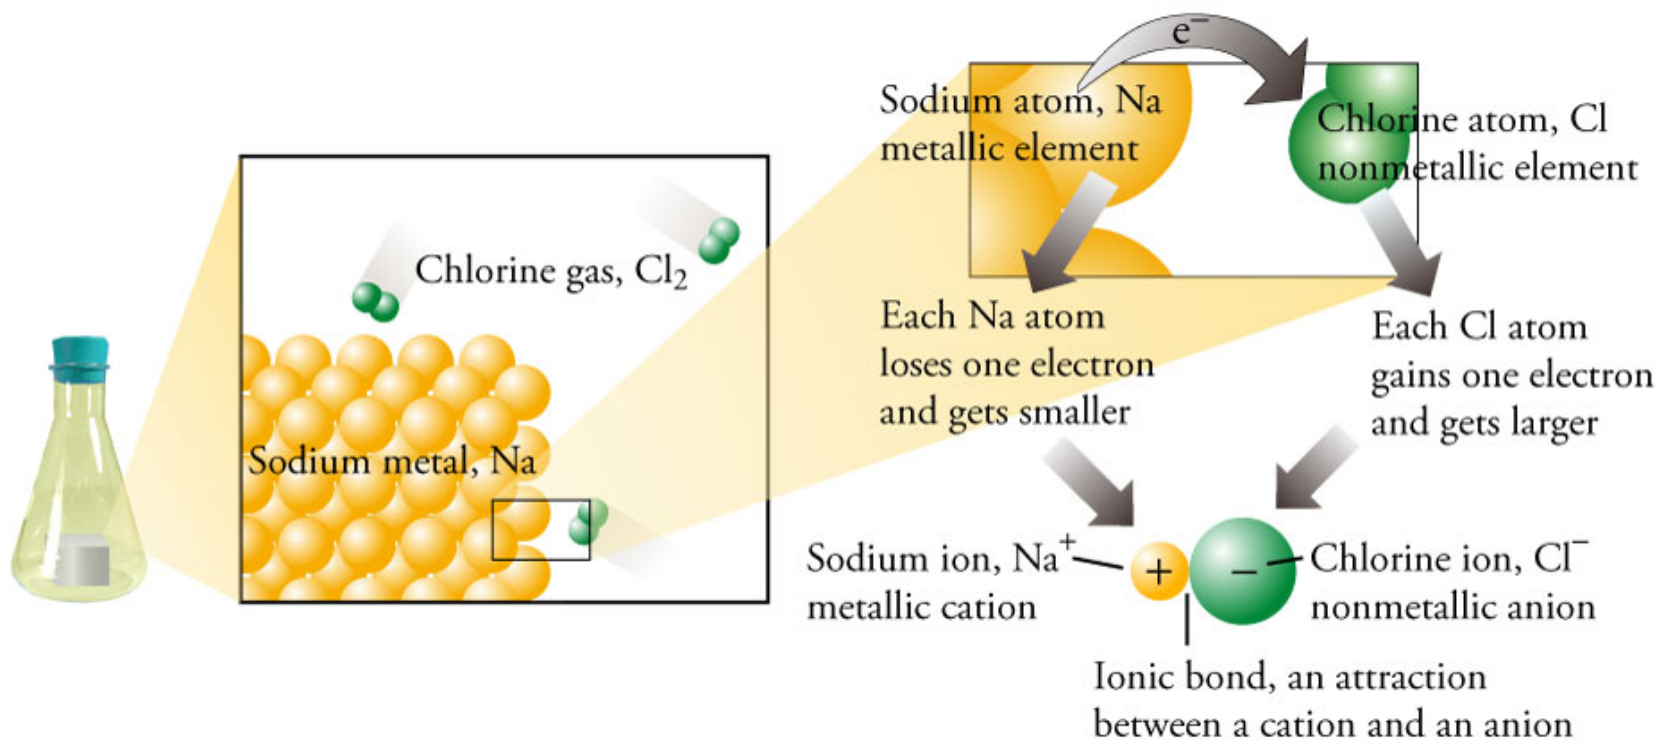 e⁻
Sodium atom, Na
metallic element
Chlorine atom, Cl
nonmetallic element
Chlorine gas, Cl₂
Each Na atom
loses one electron
and gets smaller
Each Cl atom
gains one electron
and gets larger
Sodium metal, Na
Sodium ion, Na⁺
metallic cation
+
−
Chlorine ion, Cl⁻
nonmetallic anion
Ionic bond, an attraction
between a cation and an anion